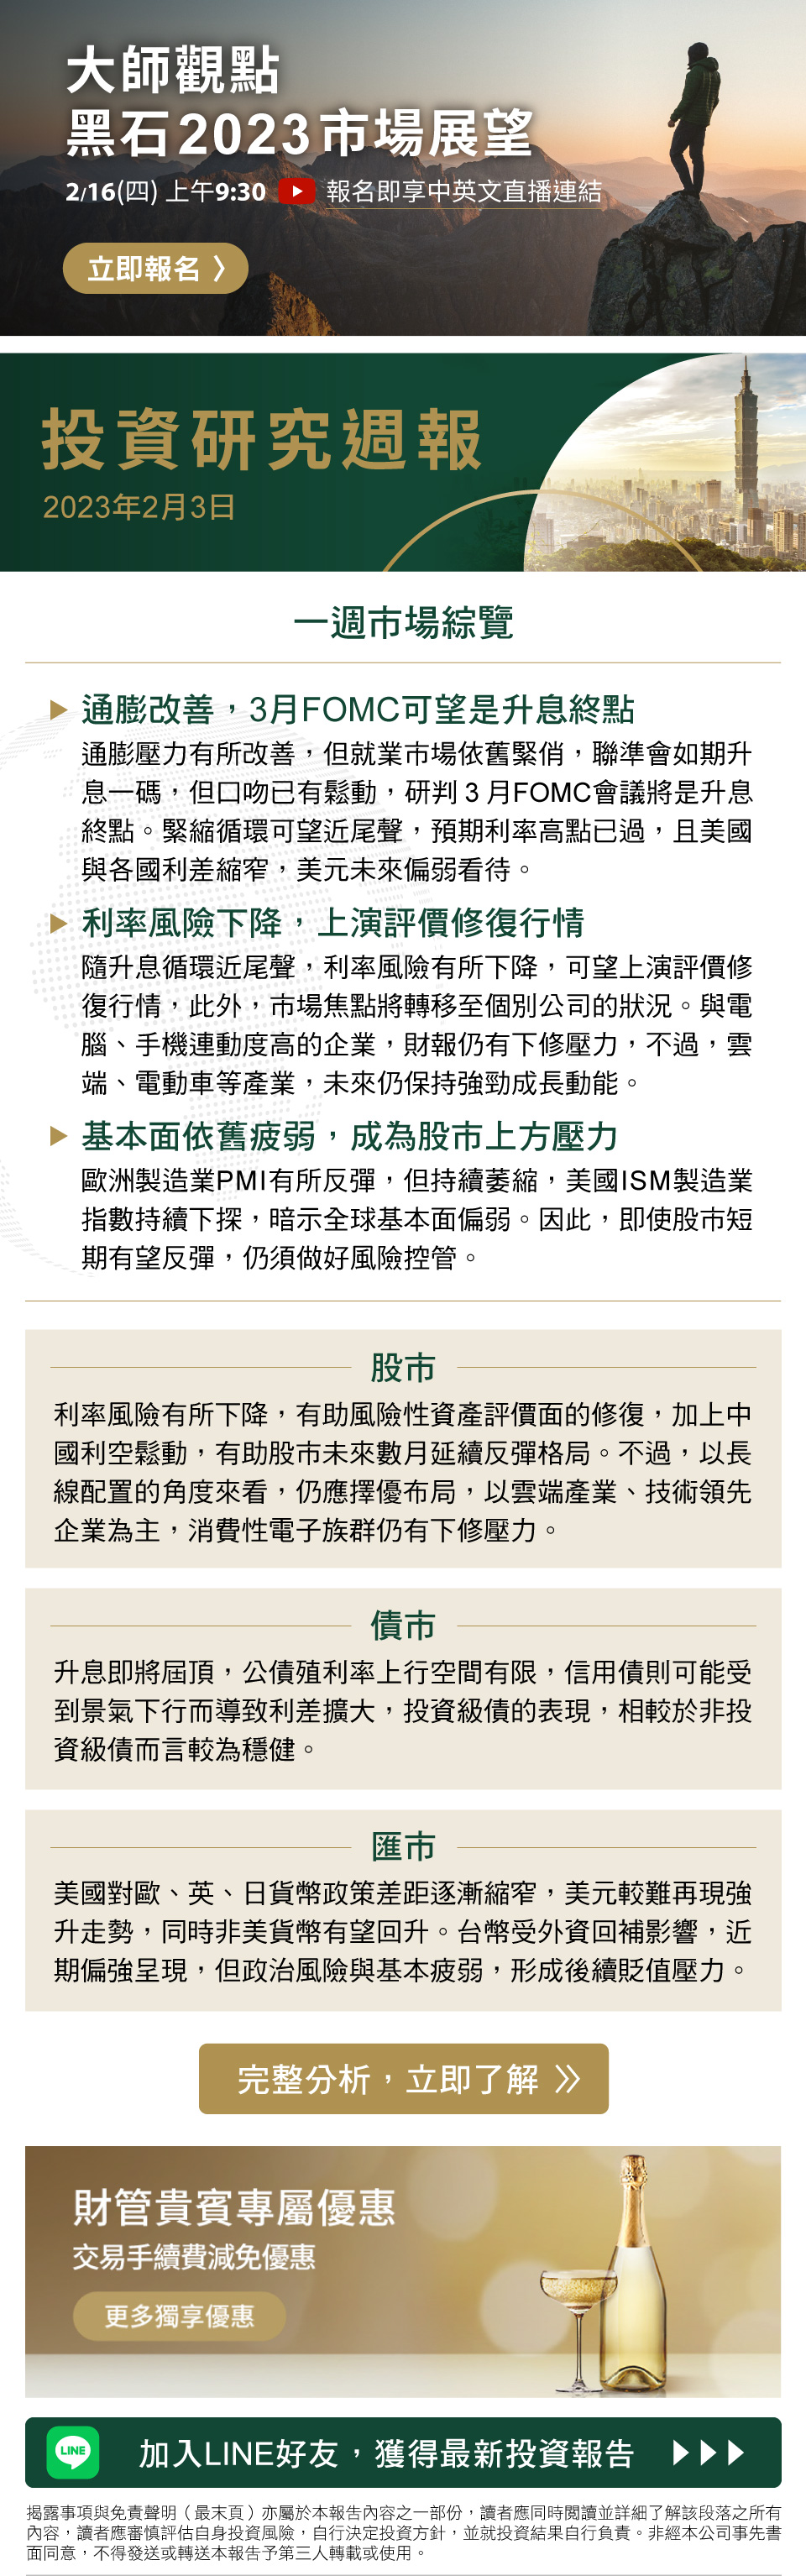 大師觀點
黑石2023市場展望
2/16(四) 上午9:30 報名即享中英文直播連結
立即報名 〉
投資研究週報
2023年2月3日
一週市場綜覽
通膨改善，3月FOMC可望是升息終點
通膨壓力有所改善，但就業市場依舊緊俏，聯準會如期升
息一碼，但口吻已有鬆動，研判 3 月FOMC會議將是升息
終點。緊縮循環可望近尾聲，預期利率高點已過，且美國
與各國利差縮窄，美元未來偏弱看待。
利率風險下降，上演評價修復行情
隨升息循環近尾聲，利率風險有所下降，可望上演評價修
復行情，此外，市場焦點將轉移至個別公司的狀況。與電
腦、手機連動度高的企業，財報仍有下修壓力，不過，雲
端、電動車等產業，未來仍保持強勁成長動能。
基本面依舊疲弱，成為股市上方壓力
歐洲製造業PMI有所反彈，但持續萎縮，美國ISM製造業
指數持續下探，暗示全球基本面偏弱。因此，即使股市短
期有望反彈，仍須做好風險控管。
股市
利率風險有所下降，有助風險性資產評價面的修復，加上中
國利空鬆動，有助股市未來數月延續反彈格局。不過，以長
線配置的角度來看，仍應擇優布局，以雲端產業、技術領先
企業為主，消費性電子族群仍有下修壓力。
債市
升息即將屆頂，公債殖利率上行空間有限，信用債則可能受
到景氣下行而導致利差擴大，投資級債的表現，相較於非投
資級債而言較為穩健。
匯市
美國對歐、英、日貨幣政策差距逐漸縮窄，美元較難再現強
升走勢，同時非美貨幣有望回升。台幣受外資回補影響，近
期偏強呈現，但政治風險與基本疲弱，形成後續貶值壓力。
完整分析，立即了解 》
財管貴賓專屬優惠
交易手續費減免優惠
更多獨享優惠
LINE 加入LINE好友，獲得最新投資報告
揭露事項與免責聲明（最末頁）亦屬於本報告內容之一部份，讀者應同時閱讀並詳細了解該段落之所有
內容，讀者應審慎評估自身投資風險，自行決定投資方針，並就投資結果自行負責。非經本公司事先書
面同意，不得發送或轉送本報告予第三人轉載或使用。